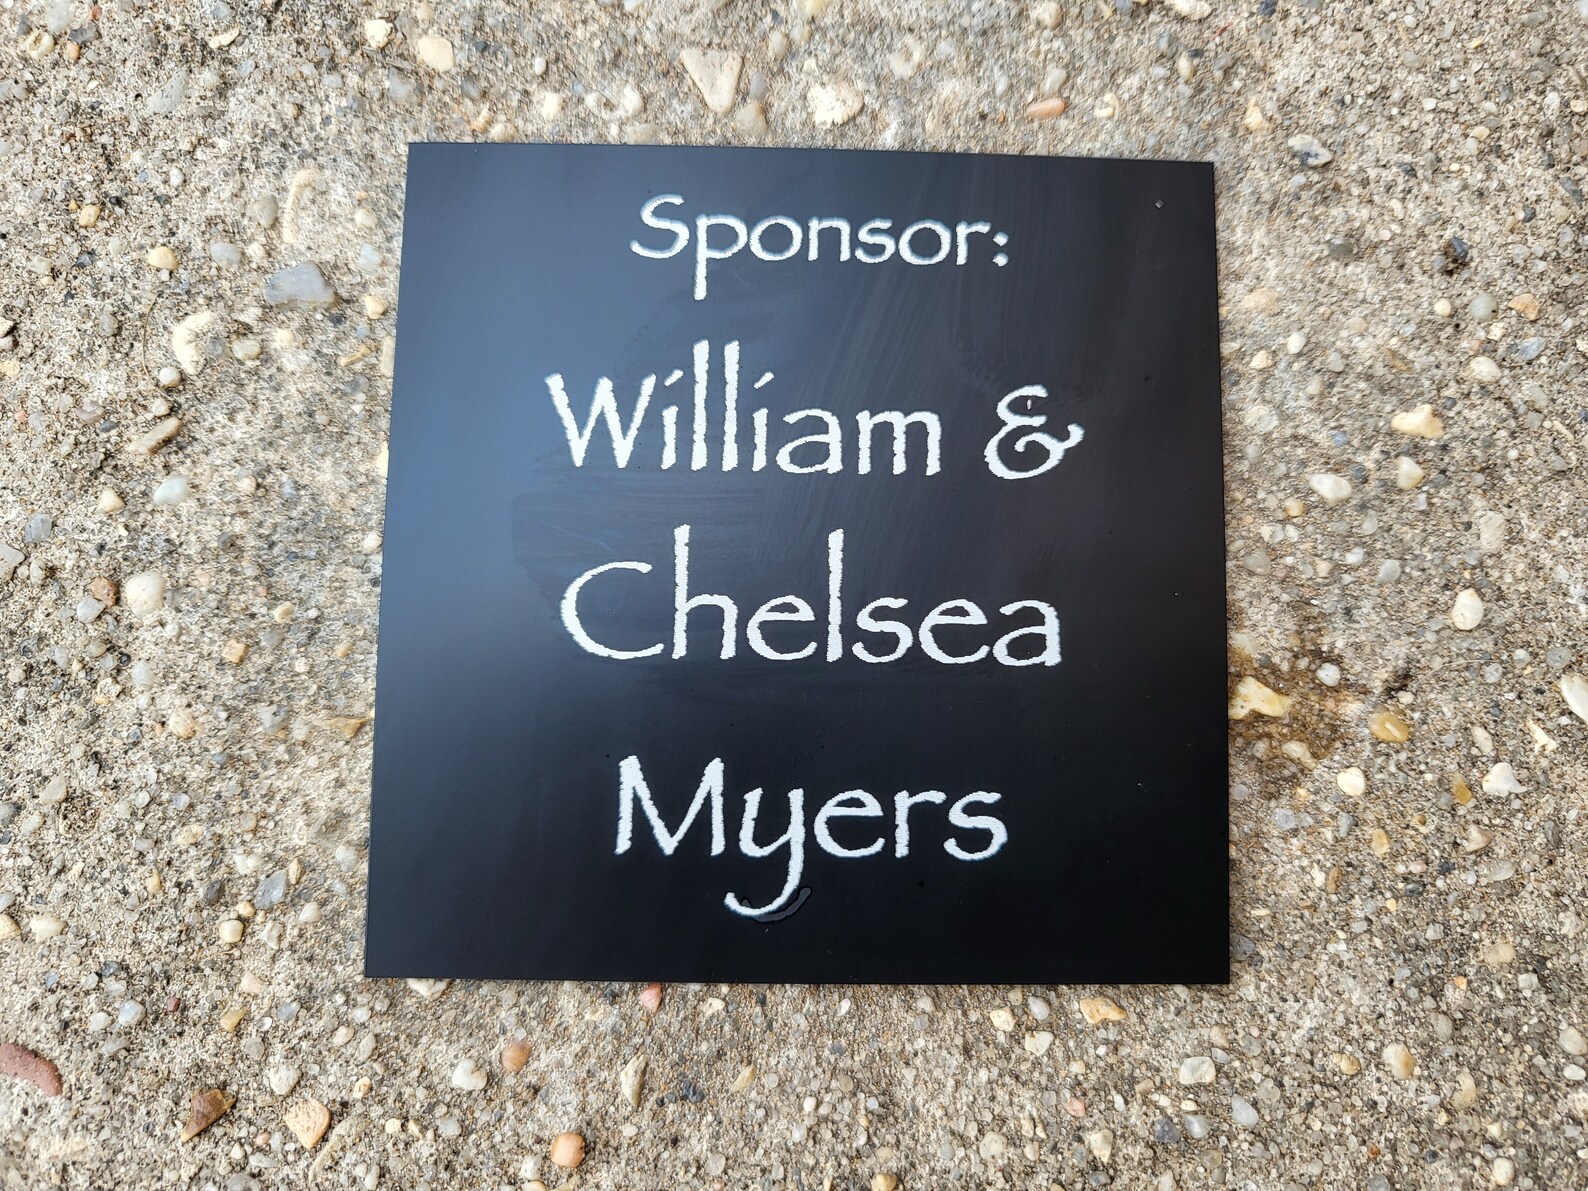 Sponsor:
William &
Chelsea
Myers